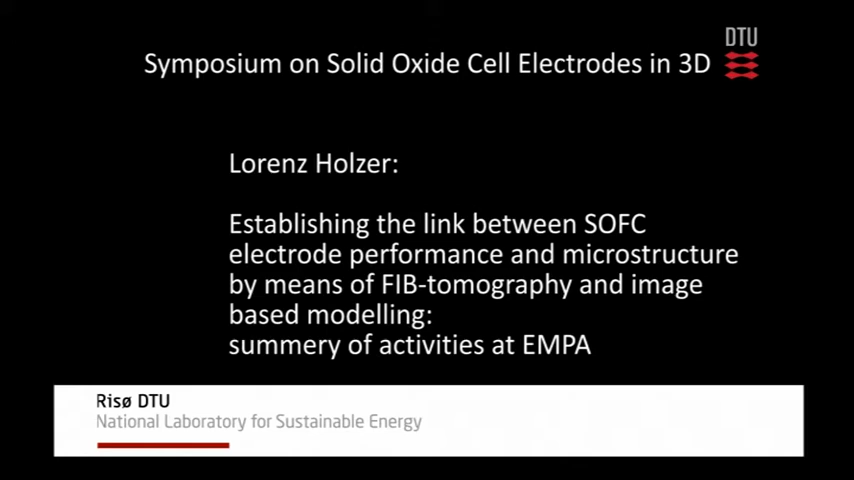 DTU
Symposium on Solid Oxide Cell Electrodes in 3D
Lorenz Holzer:
Establishing the link between SOFC
electrode performance and microstructure
by means of FIB-tomography and image
based modelling:
summery of activities at EMPA
Risø DTU
National Laboratory for Sustainable Energy